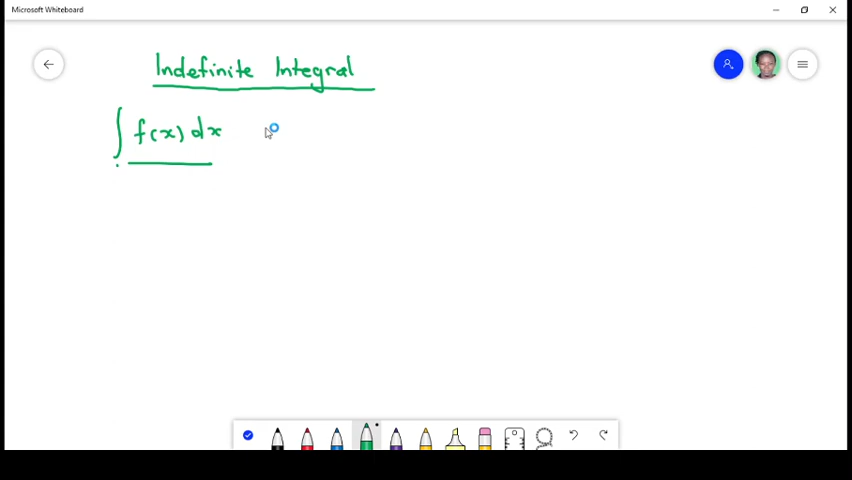 Microsoft Whiteboard
Indefinite Integral
∫ f(x) dx